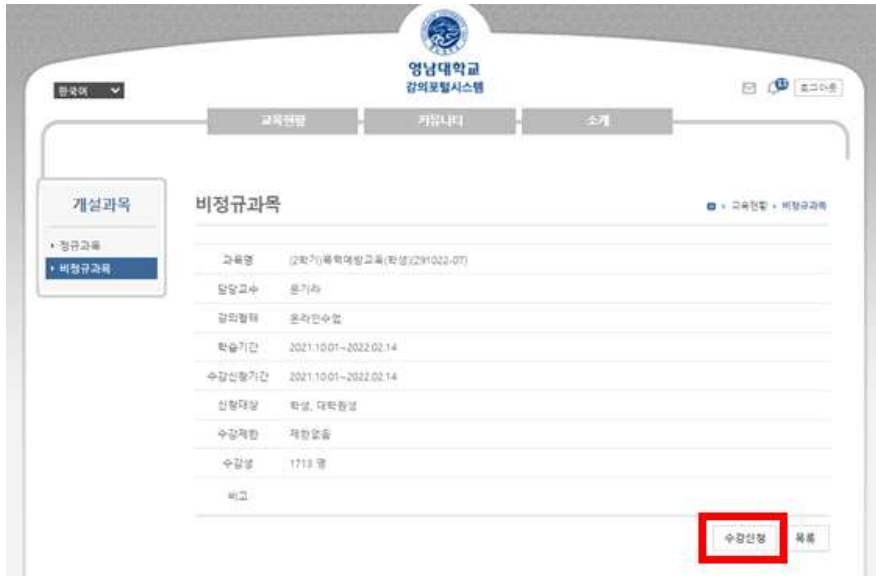 영남대학교
강의포털시스템
한국어
로그아웃
교육현황 커뮤니티 소개
개설과목
정규과목
비정규과목
비정규과목
교육현황 비정규과목
과목명 (2학기)폭력예방교육(학생)(Z91022-07)
담당교수 윤기라
강의형태 온라인수업
학습기간 2021.10.01~2022.02.14
수강신청기간 2021.10.01~2022.02.14
신청대상 학생, 대학원생
수강제한 제한없음
수강생 1713 명
비고
수강신청 목록